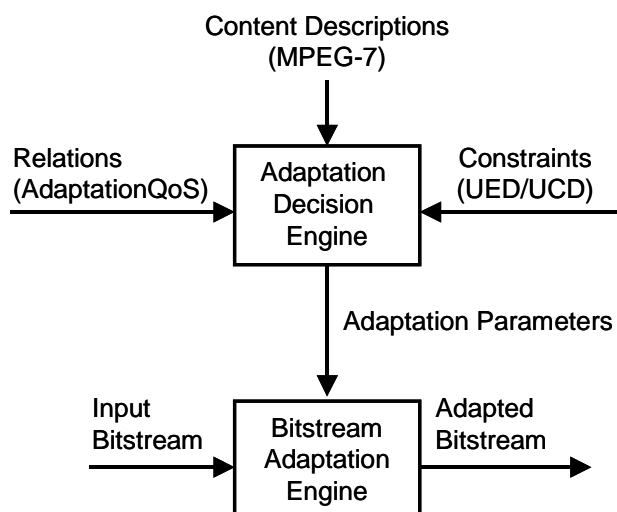 Content Descriptions
(MPEG-7)
Relations
(AdaptationQoS)
Adaptation
Decision
Engine
Constraints
(UED/UCD)
Adaptation Parameters
Input
Bitstream
Bitstream
Adaptation
Engine
Adapted
Bitstream